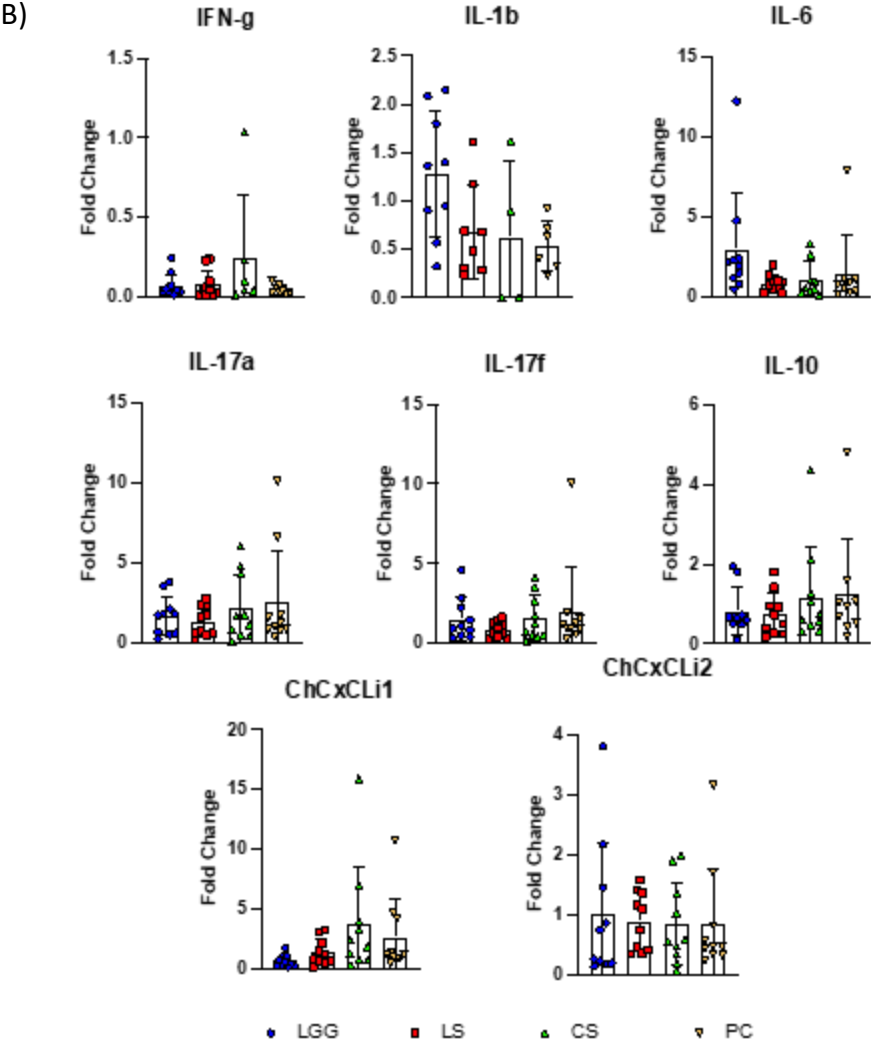 B)
IFN-g
IL-1b
IL-6
Fold Change
1.5
1.0
0.5
0.0
Fold Change
2.5
2.0
1.5
1.0
0.5
0.0
Fold Change
15
10
5
0
IL-17a
IL-17f
IL-10
Fold Change
15
10
5
0
Fold Change
15
10
5
0
Fold Change
6
4
2
0
ChCxCLi1
ChCxCLi2
Fold Change
20
15
10
5
0
Fold Change
4
3
2
1
0
LGG LS CS PC